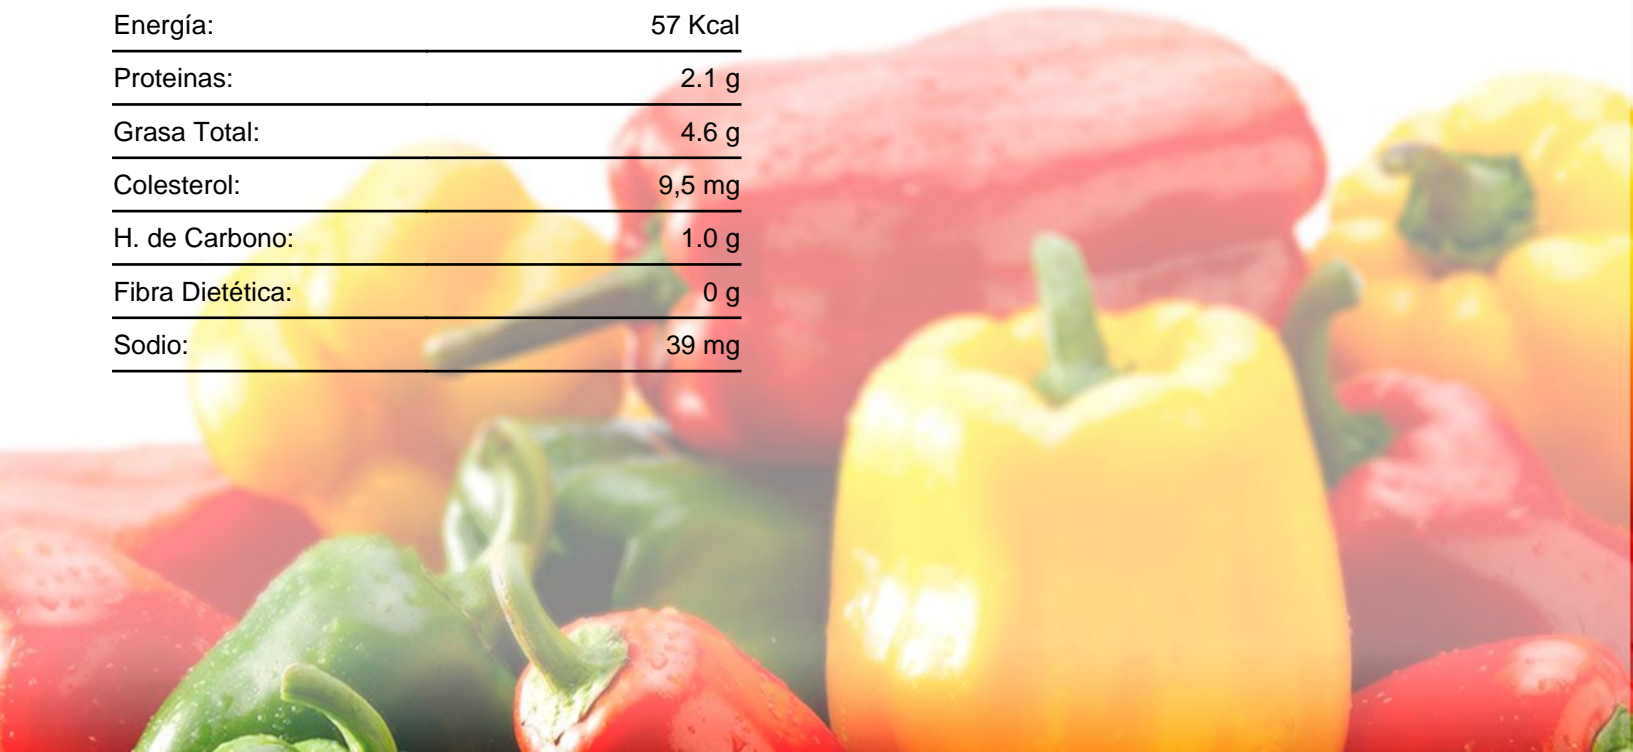 Energía: 57 Kcal
Proteinas: 2.1 g
Grasa Total: 4.6 g
Colesterol: 9,5 mg
H. de Carbono: 1.0 g
Fibra Dietética: 0 g
Sodio: 39 mg